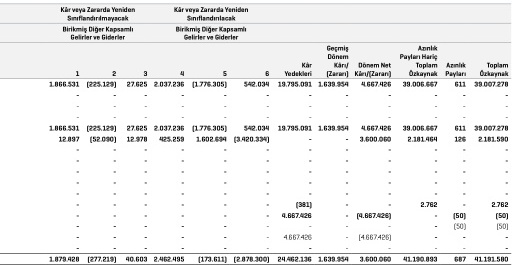 Kâr veya Zararda Yeniden Sınıflandırılmayacak Kâr veya Zararda Yeniden Sınıflandırılacak
Birikmiş Diğer Kapsamlı Gelirler ve Giderler Birikmiş Diğer Kapsamlı Gelirler ve Giderler
1 2 3 4 5 6 Kâr Yedekleri Geçmiş Dönem Kârı/ (Zararı) Dönem Net Kârı/(Zararı) Azınlık Payları Hariç Toplam Özkaynak Azınlık Payları Toplam Özkaynak
1.866.531 (225.129) 27.625 2.037.236 (1.776.305) 542.034 19.795.091 1.639.954 4.667.426 39.006.667 611 39.007.278
- - - - - - - - - - - -
- - - - - - - - - - - -
- - - - - - - - - - - -
1.866.531 (225.129) 27.625 2.037.236 (1.776.305) 542.034 19.795.091 1.639.954 4.667.426 39.006.667 611 39.007.278
12.897 (52.090) 12.978 425.259 1.602.694 (3.420.334) - - 3.600.060 2.181.464 126 2.181.590
- - - - - - - - - - - -
- - - - - - - - - - - -
- - - - - - - - - - - -
- - - - - - - - - - - -
- - - - - - - - - - - -
- - - - - - (381) - - 2.762 - 2.762
- - - - - - 4.667.426 - (4.667.426) - (50) (50)
- - - - - - - - - - (50) (50)
- - - - - - 4.667.426 - (4.667.426) - - -
- - - - - - - - - - - -
1.879.428 (277.219) 40.603 2.462.495 (173.611) (2.878.300) 24.462.136 1.639.954 3.600.060 41.190.893 687 41.191.580